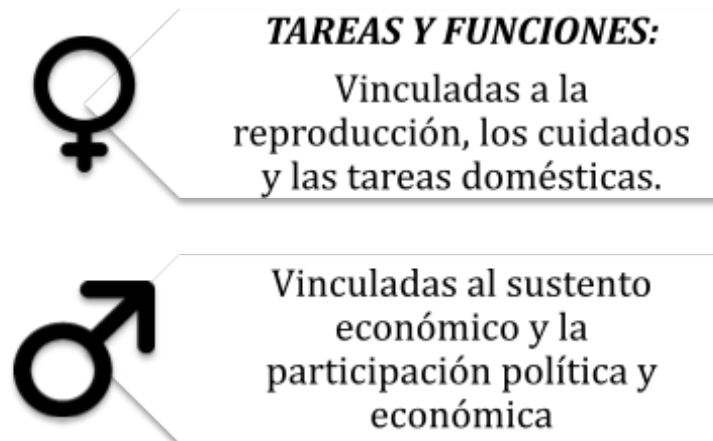 TAREAS Y FUNCIONES:
Vinculadas a la
reproducción, los cuidados
y las tareas domésticas.
Vinculadas al sustento
económico y la
participación política y
económica